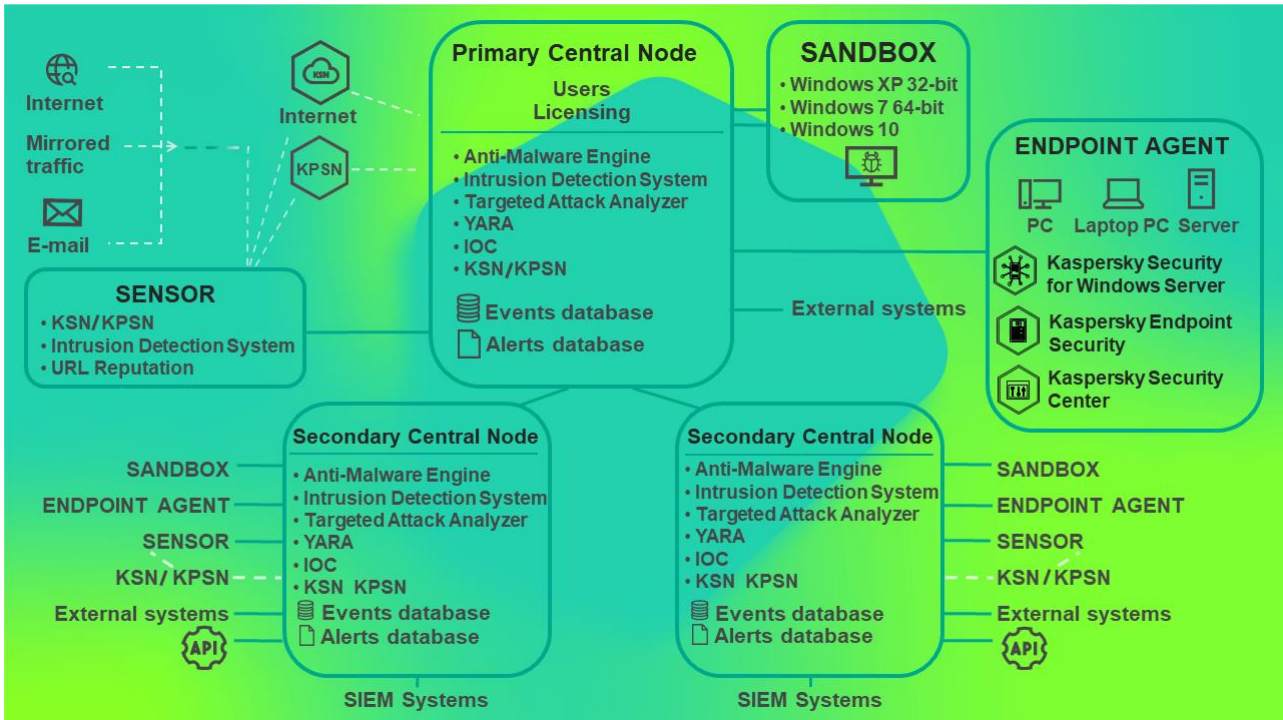 Internet
Mirrored
traffic
E-mail
KSN
Internet
KPSN
SENSOR
• KSN/KPSN
• Intrusion Detection System
• URL Reputation
Primary Central Node
Users
Licensing
• Anti-Malware Engine
• Intrusion Detection System
• Targeted Attack Analyzer
• YARA
• IOC
• KSN/KPSN
Events database
Alerts database
SANDBOX
• Windows XP 32-bit
• Windows 7 64-bit
• Windows 10
External systems
ENDPOINT AGENT
PC Laptop PC Server
Kaspersky Security
for Windows Server
Kaspersky Endpoint
Security
Kaspersky Security
Center
SANDBOX
ENDPOINT AGENT
SENSOR
KSN/ KPSN
External systems
API
Secondary Central Node
• Anti-Malware Engine
• Intrusion Detection System
• Targeted Attack Analyzer
• YARA
• IOC
• KSN KPSN
Events database
Alerts database
SIEM Systems
Secondary Central Node
• Anti-Malware Engine
• Intrusion Detection System
• Targeted Attack Analyzer
• YARA
• IOC
• KSN KPSN
Events database
Alerts database
SIEM Systems
SANDBOX
ENDPOINT AGENT
SENSOR
KSN / KPSN
External systems
API